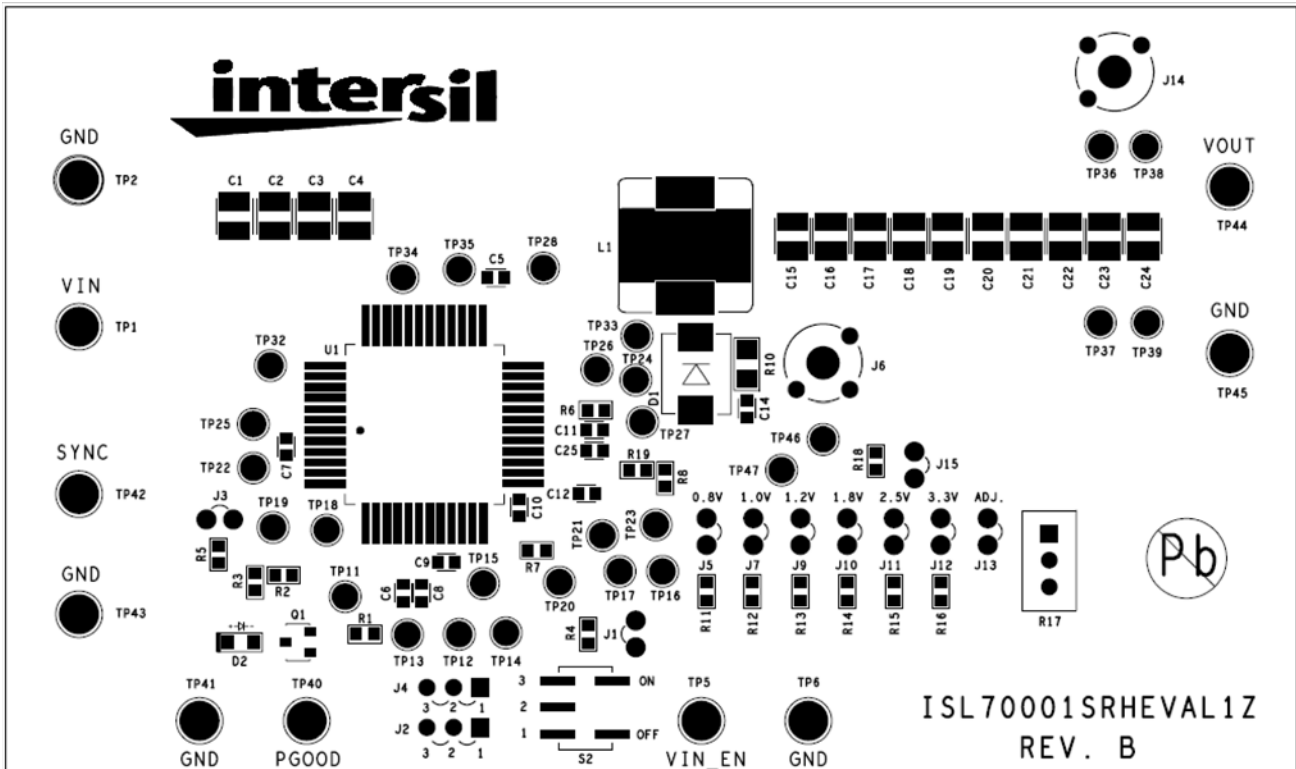 intersil
J14
GND
TP2
C1 C2 C3 C4
TP36 TP38
VOUT
TP44
L1
C15 C16 C17 C18 C19 C20 C21 C22 C23 C24
TP34 TP35 C5 TP28
VIN
TP1
GND
TP45
TP37 TP39
TP33
TP26
TP24
D1
R10
C14
J6
TP32
U1
TP25
TP22
C7
R6
C11
C25
TP27
R19
R8
TP46
TP47
R18
J15
SYNC
TP42
J3
TP19
TP18
C10
C12
TP21
TP23
0.8V 1.0V 1.2V 1.8V 2.5V 3.3V ADJ.
J5 J7 J9 J10 J11 J12 J13
R11 R12 R13 R14 R15 R16
R17
Pb
GND
TP43
R5
R3
R2
TP11
C6
C8
C9
TP15
R7
TP20
TP17
TP16
D2
Q1
R1
TP13 TP12 TP14
R4
J1
J4
3 2 1
J2
3 2 1
3 ON
2
1 OFF
S2
TP41
GND
TP40
PGOOD
TP5
VIN_EN
TP6
GND
ISL70001SRHEVAL1Z
REV. B